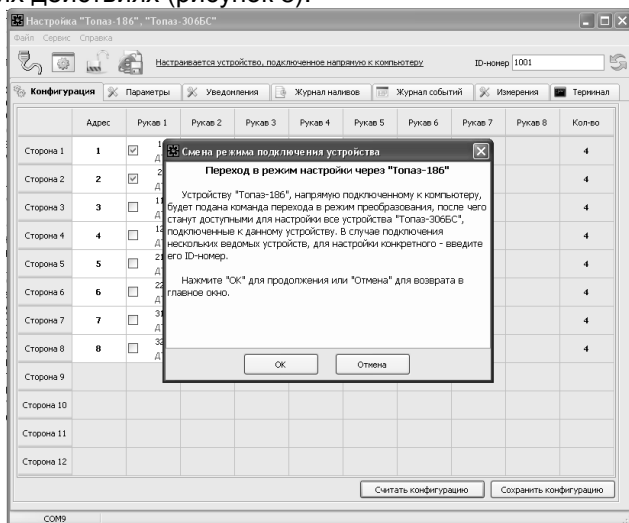 х действиях (рисунок 8).
Настройка "Топаз-186", "Топаз-306БС"
Файл Сервис Справка
Настраивается устройство, подключенное напрямую к компьютеру ID-номер 1001
Конфигурация Параметры Уведомления Журнал наливов Журнал событий Измерения Терминал
Адрес Рукав 1 Рукав 2 Рукав 3 Рукав 4 Рукав 5 Рукав 6 Рукав 7 Рукав 8 Кол-во
Сторона 1 1 4
Сторона 2 2 4
Сторона 3 3 4
Сторона 4 4 4
Сторона 5 5 4
Сторона 6 6 4
Сторона 7 7 4
Сторона 8 8 4
Сторона 9
Сторона 10
Сторона 11
Сторона 12
Смена режима подключения устройства
Переход в режим настройки через "Топаз-186"
Устройству "Топаз-186", напрямую подключенному к компьютеру,
будет подана команда перехода в режим преобразования, после чего
станут доступными для настройки все устройства "Топаз-306БС",
подключенные к данному устройству. В случае подключения
нескольких ведомых устройств, для настройки конкретного - введите
его ID-номер.
Нажмите "ОК" для продолжения или "Отмена" для возврата в
главное окно.
ОК Отмена
Считать конфигурацию Сохранить конфигурацию
COM9